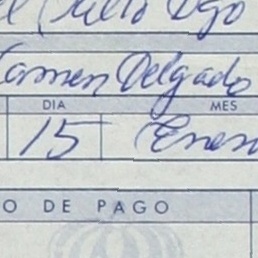 Carmen Delgado
DIA MES
15 Enero
O DE PAGO